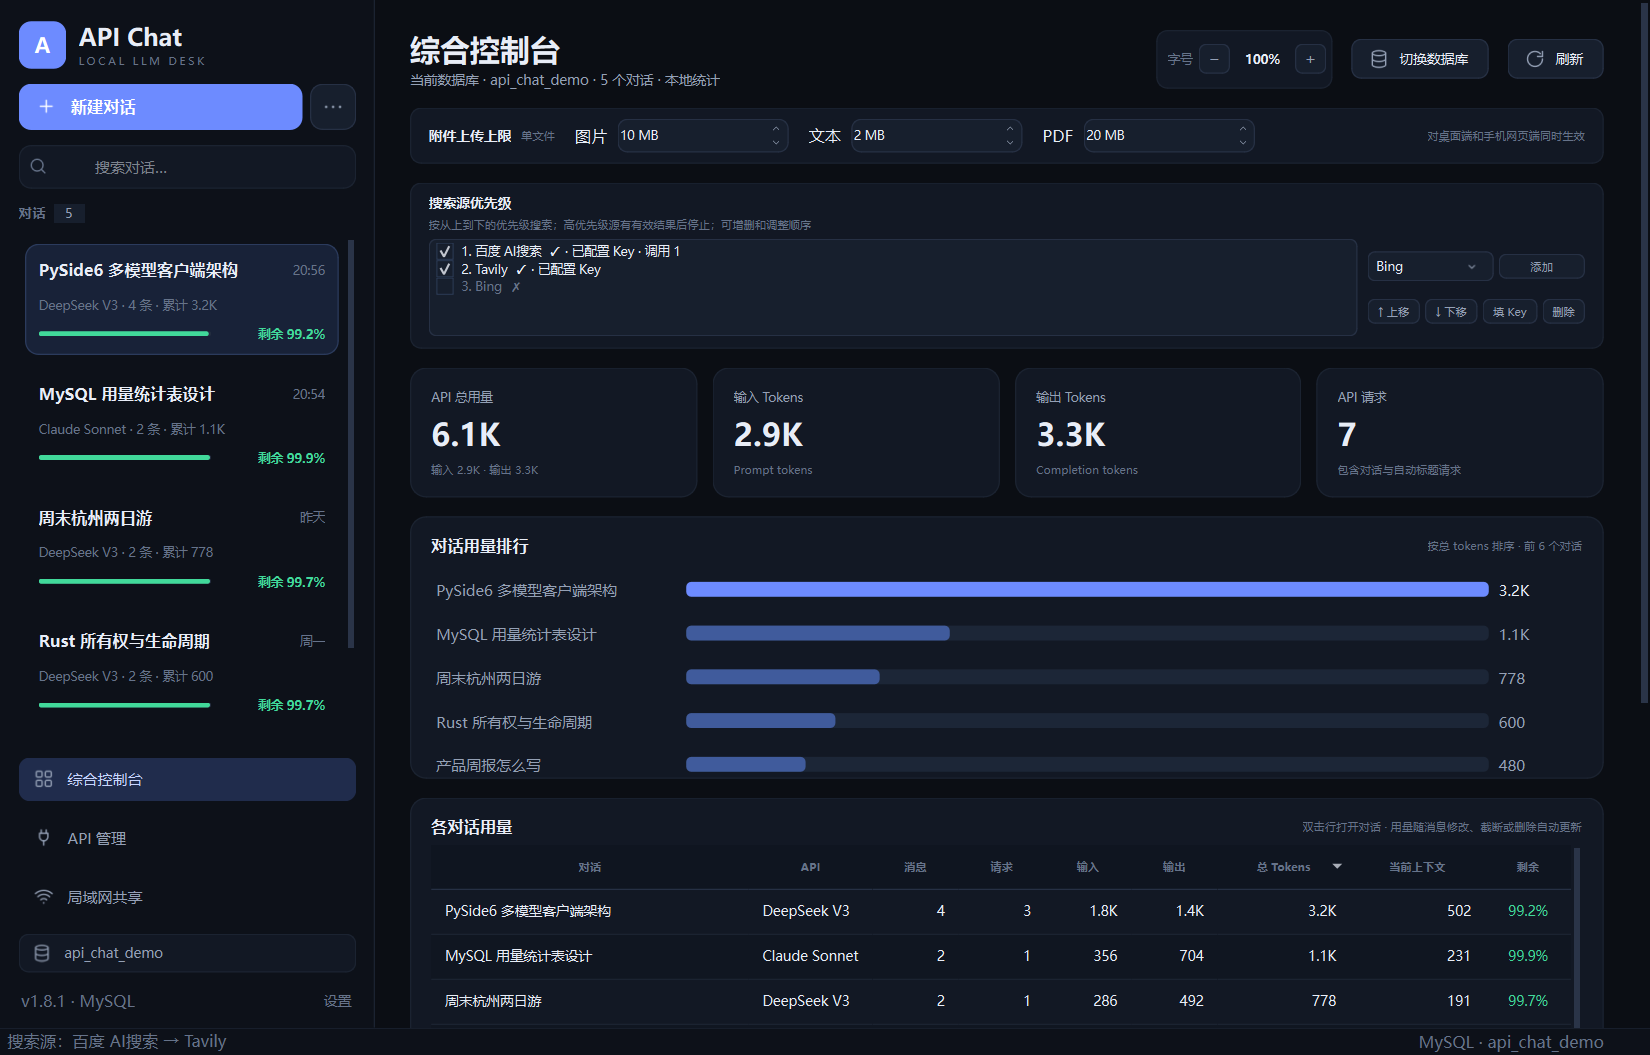 A
API Chat
LOCAL LLM DESK
+ 新建对话
···
搜索对话...
对话 5
PySide6 多模型客户端架构 20:56
DeepSeek V3 · 4 条 · 累计 3.2K
剩余 99.2%
MySQL 用量统计表设计 20:54
Claude Sonnet · 2 条 · 累计 1.1K
剩余 99.9%
周末杭州两日游 昨天
DeepSeek V3 · 2 条 · 累计 778
剩余 99.7%
Rust 所有权与生命周期 周一
DeepSeek V3 · 2 条 · 累计 600
剩余 99.7%
综合控制台
API 管理
局域网共享
api_chat_demo
v1.8.1 · MySQL 设置
综合控制台
当前数据库 · api_chat_demo · 5 个对话 · 本地统计
字号 − 100% +
切换数据库
刷新
附件上传上限 单文件 图片 10 MB 文本 2 MB PDF 20 MB 对桌面端和手机网页端同时生效
搜索源优先级
按从上到下的优先级搜索；高优先级源有有效结果后停止；可增删和调整顺序
1. 百度 AI搜索 ✓ · 已配置 Key · 调用 1
2. Tavily ✓ · 已配置 Key
3. Bing ✗
Bing 添加
↑ 上移 ↓ 下移 填 Key 删除
API 总用量
6.1K
输入 2.9K · 输出 3.3K
输入 Tokens
2.9K
Prompt tokens
输出 Tokens
3.3K
Completion tokens
API 请求
7
包含对话与自动标题请求
对话用量排行 按总 tokens 排序 · 前 6 个对话
PySide6 多模型客户端架构 3.2K
MySQL 用量统计表设计 1.1K
周末杭州两日游 778
Rust 所有权与生命周期 600
产品周报怎么写 480
各对话用量 双击行打开对话 · 用量随消息修改、截断或删除自动更新
对话 API 消息 请求 输入 输出 总 Tokens 当前上下文 剩余
PySide6 多模型客户端架构 DeepSeek V3 4 3 1.8K 1.4K 3.2K 502 99.2%
MySQL 用量统计表设计 Claude Sonnet 2 1 356 704 1.1K 231 99.9%
周末杭州两日游 DeepSeek V3 2 1 286 492 778 191 99.7%
搜索源：百度 AI搜索 → Tavily MySQL · api_chat_demo